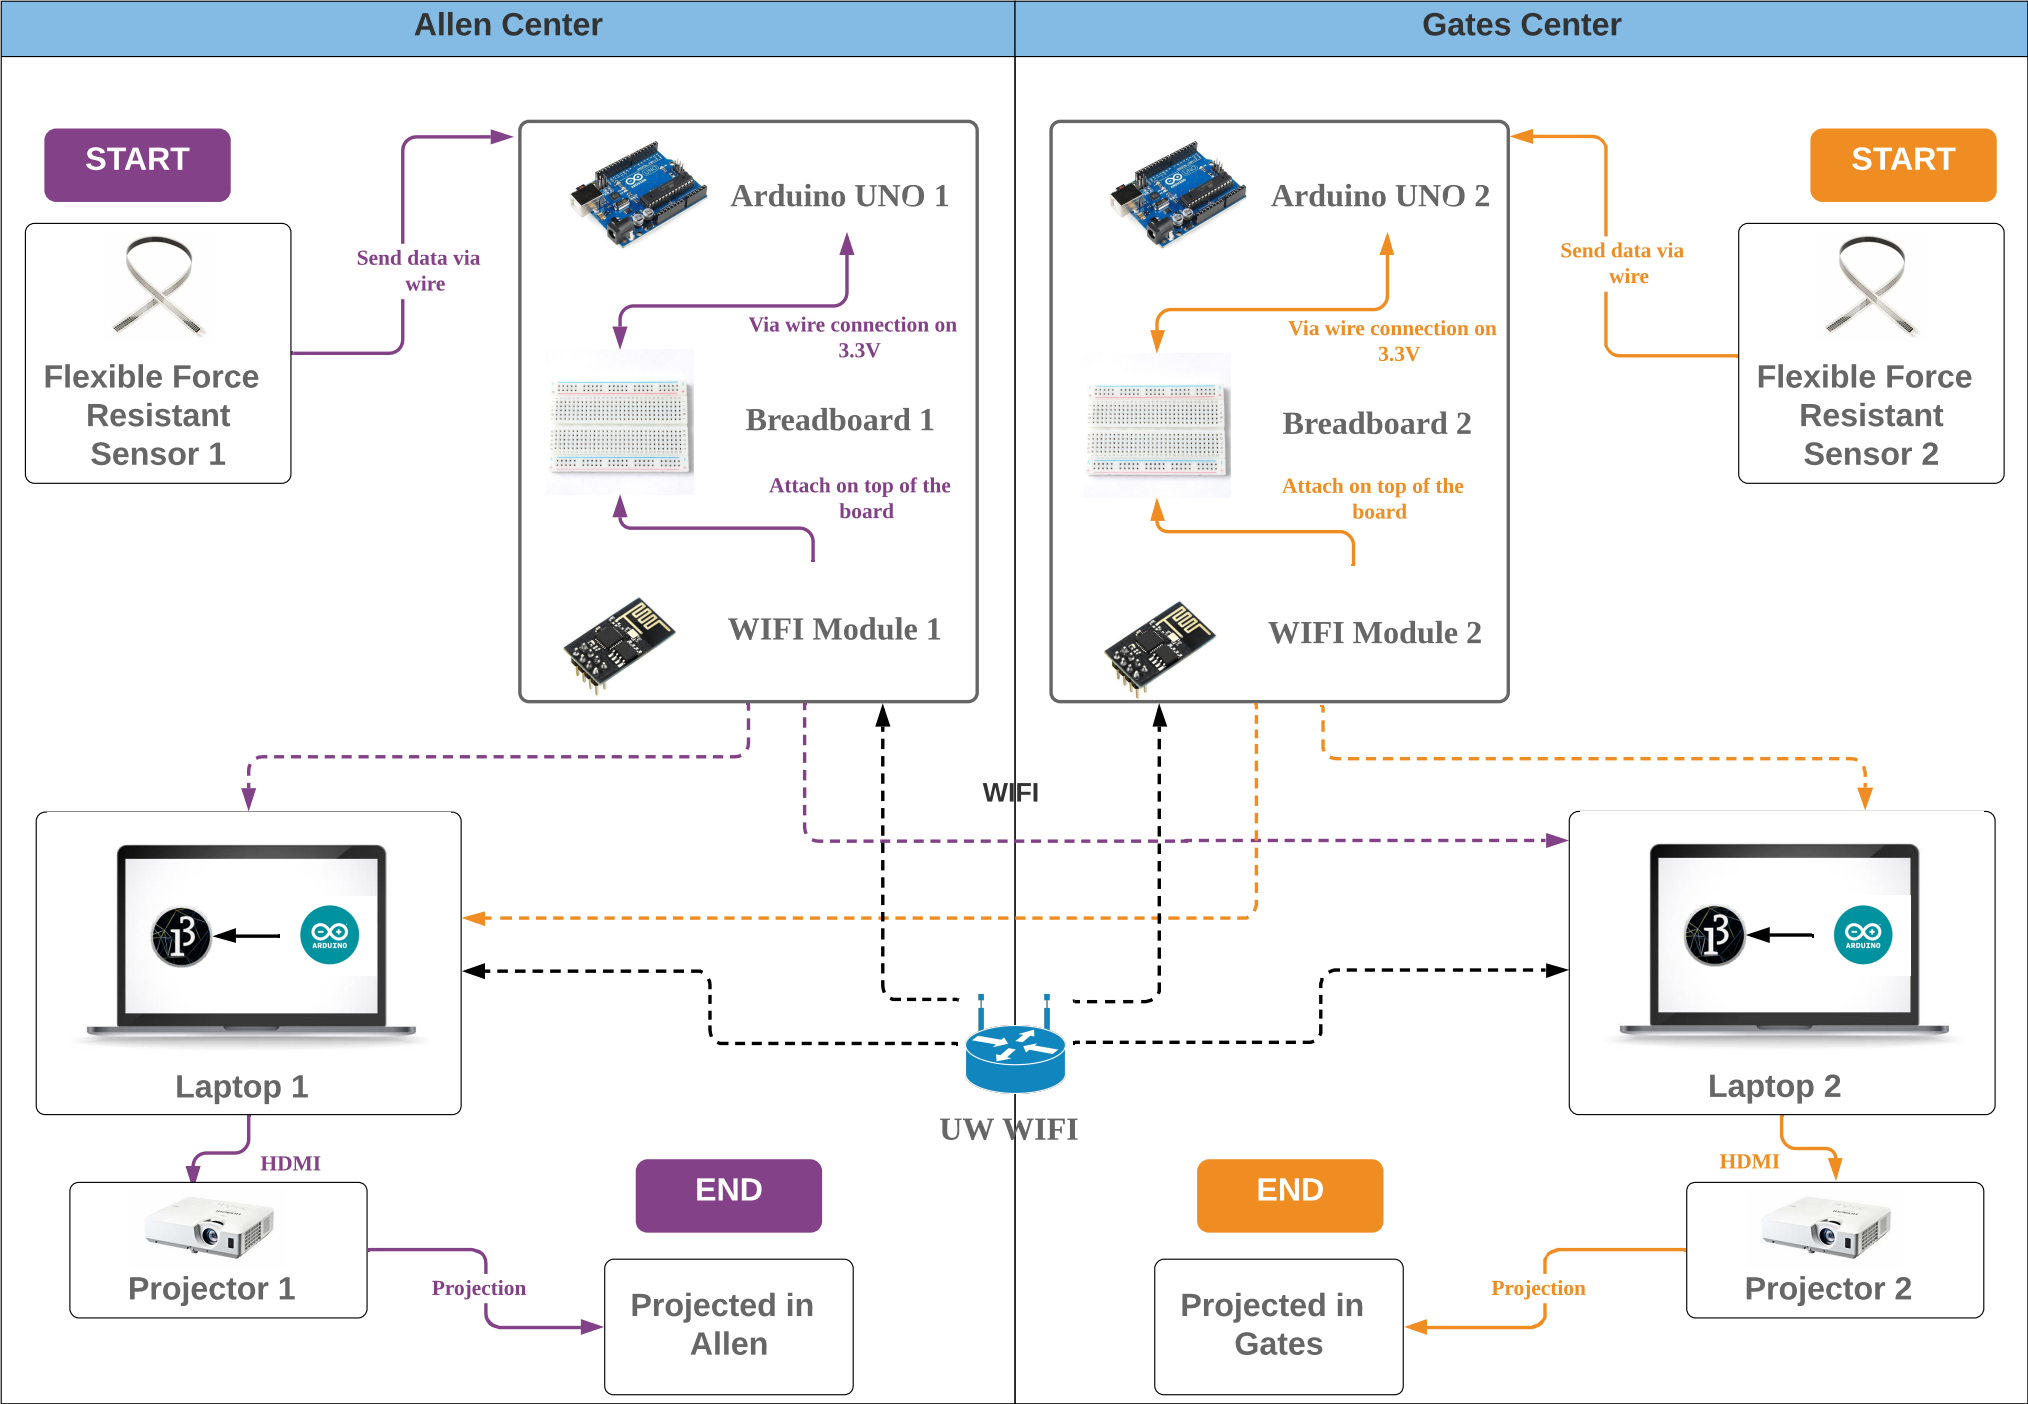 Allen Center
Gates Center
START
START
Send data via
wire
Arduino UNO 1
Arduino UNO 2
Send data via
wire
Via wire connection on
3.3V
Via wire connection on
3.3V
Flexible Force
Resistant
Sensor 1
Breadboard 1
Breadboard 2
Flexible Force
Resistant
Sensor 2
Attach on top of the
board
Attach on top of the
board
WIFI Module 1
WIFI Module 2
WIFI
ARDUINO
ARDUINO
Laptop 1
Laptop 2
UW WIFI
HDMI
HDMI
END
END
Projector 1
Projection
Projected in
Allen
Projected in
Gates
Projection
Projector 2